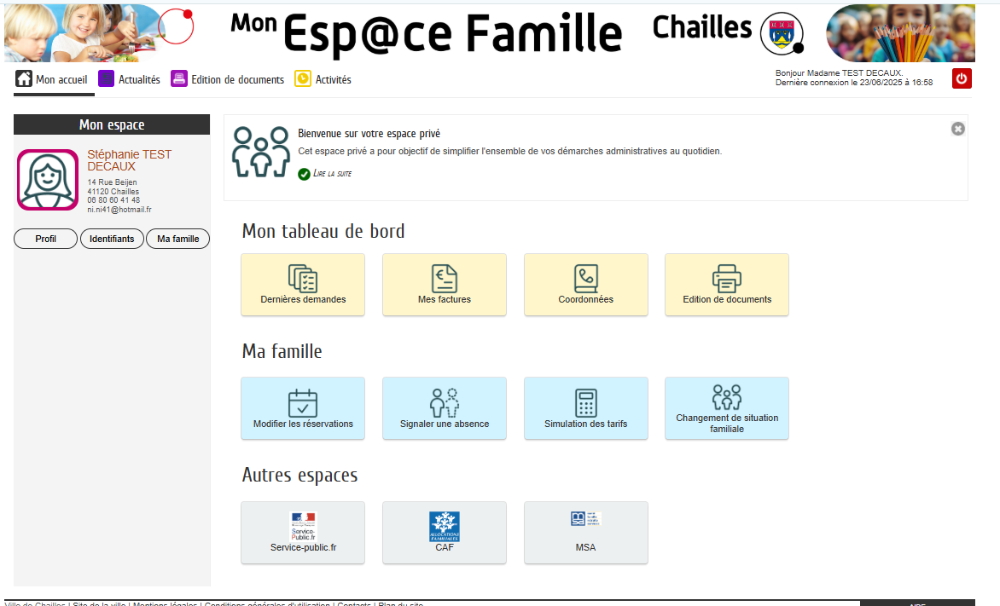 Mon Esp@ce Famille
Chailles
Mon accueil
Actualités
Edition de documents
Activités
Bonjour Madame TEST DECAUX.
Dernière connexion le 23/06/2025 à 16:58
Mon espace
Stéphanie TEST
DECAUX
14 Rue Beijen
41120 Chailles
06 80 60 41 48
ni.ni41@hotmail.fr
Profil
Identifiants
Ma famille
Bienvenue sur votre espace privé
Cet espace privé a pour objectif de simplifier l'ensemble de vos démarches administratives au quotidien.
Lire la suite
Mon tableau de bord
Dernières demandes
Mes factures
Coordonnées
Edition de documents
Ma famille
Modifier les réservations
Signaler une absence
Simulation des tarifs
Changement de situation
familiale
Autres espaces
Service-
Public.fr
Service-public.fr
ALLOCATIONS
FAMILIALES
CAF
MSA
Ville de Chailles | Site de la ville | Mentions légales | Conditions générales d'utilisation | Contacts | Plan du site
AIDE